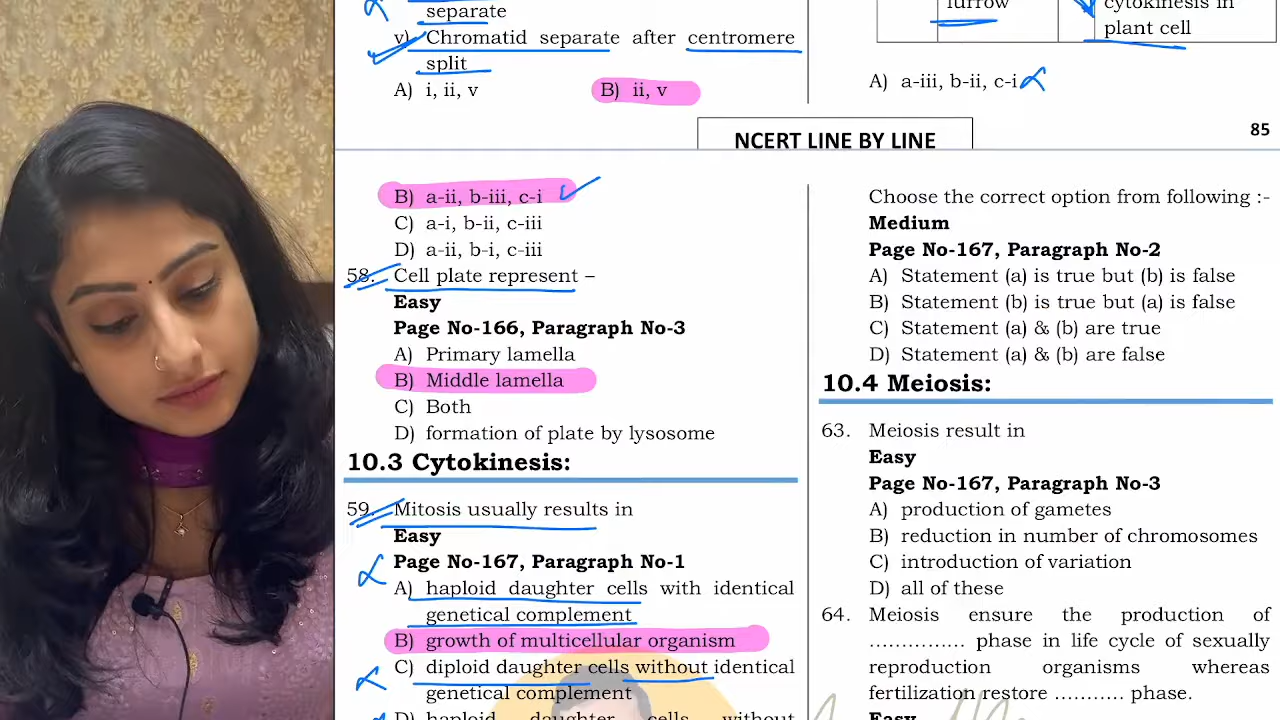 separate
v) Chromatid separate after centromere
split
A) i, ii, v B) ii, v
furrow
cytokinesis in
plant cell
A) a-iii, b-ii, c-i
85
NCERT LINE BY LINE
B) a-ii, b-iii, c-i
C) a-i, b-ii, c-iii
D) a-ii, b-i, c-iii
58. Cell plate represent –
Easy
Page No-166, Paragraph No-3
A) Primary lamella
B) Middle lamella
C) Both
D) formation of plate by lysosome
10.3 Cytokinesis:
59. Mitosis usually results in
Easy
Page No-167, Paragraph No-1
A) haploid daughter cells with identical
genetical complement
B) growth of multicellular organism
C) diploid daughter cells without identical
genetical complement
D) haploid daughter cells without
Choose the correct option from following :-
Medium
Page No-167, Paragraph No-2
A) Statement (a) is true but (b) is false
B) Statement (b) is true but (a) is false
C) Statement (a) & (b) are true
D) Statement (a) & (b) are false
10.4 Meiosis:
63. Meiosis result in
Easy
Page No-167, Paragraph No-3
A) production of gametes
B) reduction in number of chromosomes
C) introduction of variation
D) all of these
64. Meiosis ensure the production of
.............. phase in life cycle of sexually
reproduction organisms whereas
fertilization restore ........... phase.
Easy